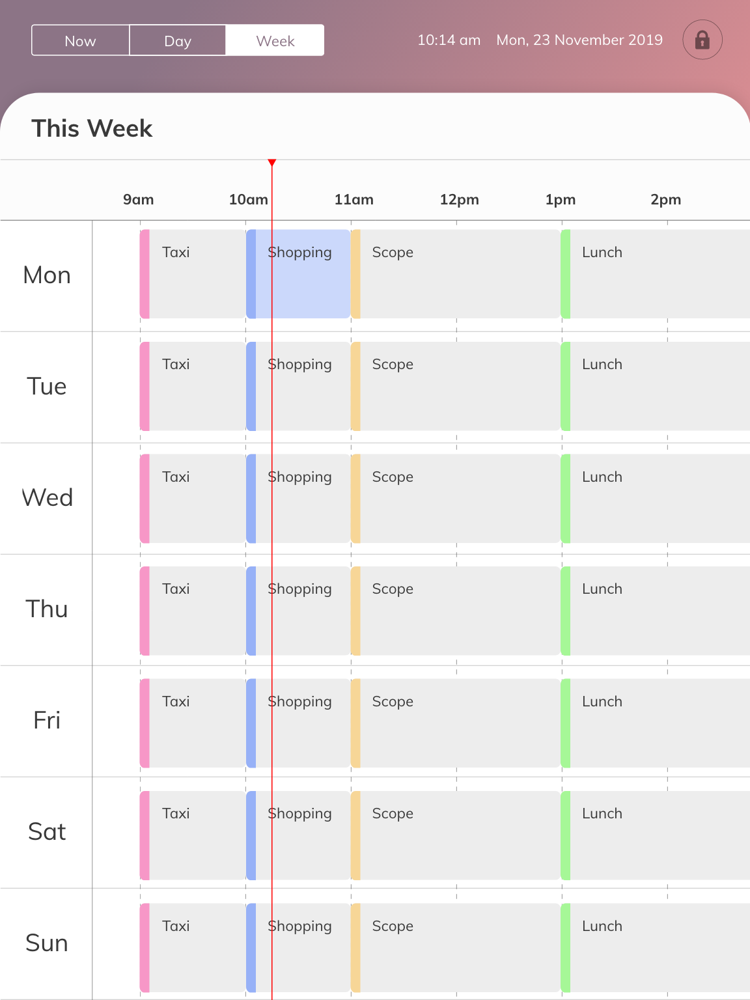 Now Day Week 10:14 am Mon, 23 November 2019
This Week
9am 10am 11am 12pm 1pm 2pm
Mon Taxi Shopping Scope Lunch
Tue Taxi Shopping Scope Lunch
Wed Taxi Shopping Scope Lunch
Thu Taxi Shopping Scope Lunch
Fri Taxi Shopping Scope Lunch
Sat Taxi Shopping Scope Lunch
Sun Taxi Shopping Scope Lunch